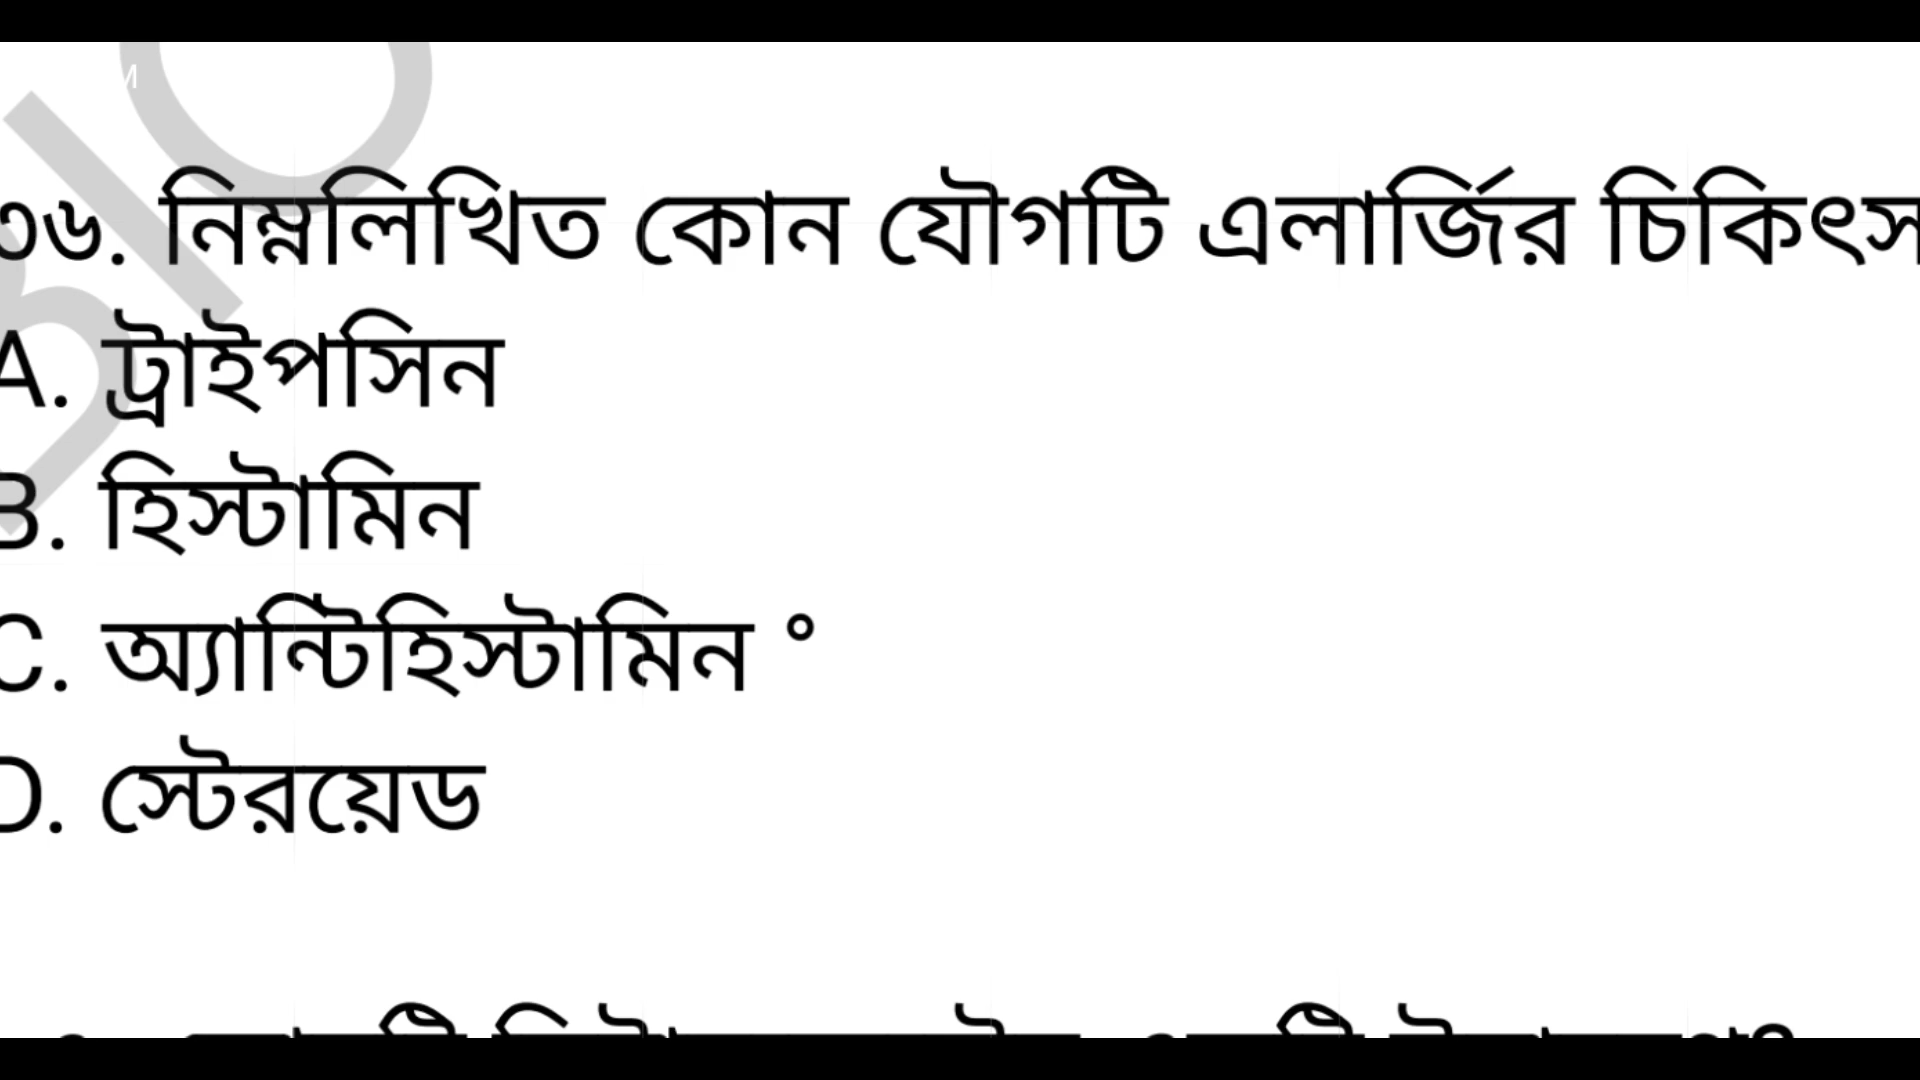 ৩৬. নিম্নলিখিত কোন যৌগটি এলার্জির চিকিৎস
A. ট্রাইপসিন
B. হিস্টামিন
C. অ্যান্টিহিস্টামিন °
D. স্টেরয়েড